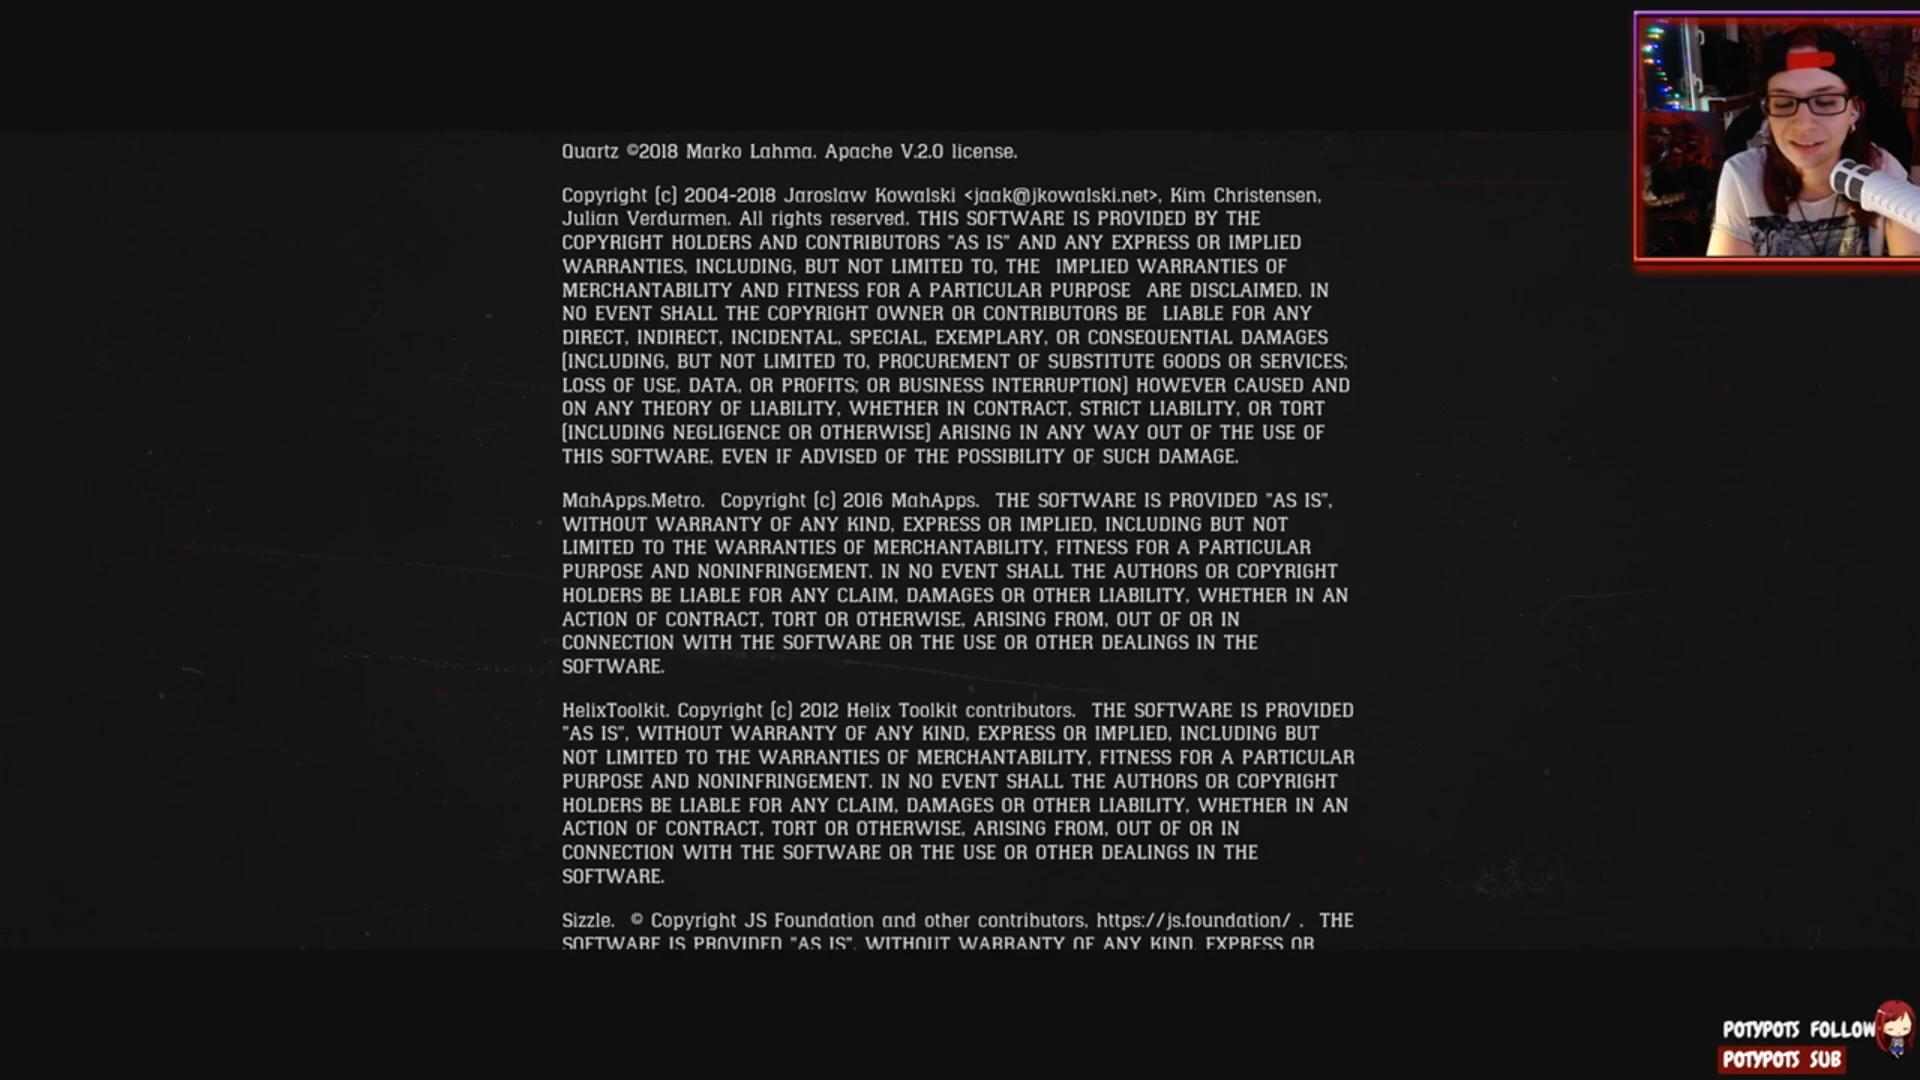 Quartz ©2018 Marko Lahma. Apache V.2.0 license.
Copyright (c) 2004-2018 Jaroslaw Kowalski <jaak@jkowalski.net>, Kim Christensen,
Julian Verdurmen. All rights reserved. THIS SOFTWARE IS PROVIDED BY THE
COPYRIGHT HOLDERS AND CONTRIBUTORS "AS IS" AND ANY EXPRESS OR IMPLIED
WARRANTIES, INCLUDING, BUT NOT LIMITED TO, THE  IMPLIED WARRANTIES OF
MERCHANTABILITY AND FITNESS FOR A PARTICULAR PURPOSE  ARE DISCLAIMED. IN
NO EVENT SHALL THE COPYRIGHT OWNER OR CONTRIBUTORS BE  LIABLE FOR ANY
DIRECT, INDIRECT, INCIDENTAL, SPECIAL, EXEMPLARY, OR CONSEQUENTIAL DAMAGES
(INCLUDING, BUT NOT LIMITED TO, PROCUREMENT OF SUBSTITUTE GOODS OR SERVICES;
LOSS OF USE, DATA, OR PROFITS; OR BUSINESS INTERRUPTION) HOWEVER CAUSED AND
ON ANY THEORY OF LIABILITY, WHETHER IN CONTRACT, STRICT LIABILITY, OR TORT
(INCLUDING NEGLIGENCE OR OTHERWISE) ARISING IN ANY WAY OUT OF THE USE OF
THIS SOFTWARE, EVEN IF ADVISED OF THE POSSIBILITY OF SUCH DAMAGE.
MahApps.Metro.  Copyright (c) 2016 MahApps.  THE SOFTWARE IS PROVIDED "AS IS",
WITHOUT WARRANTY OF ANY KIND, EXPRESS OR IMPLIED, INCLUDING BUT NOT
LIMITED TO THE WARRANTIES OF MERCHANTABILITY, FITNESS FOR A PARTICULAR
PURPOSE AND NONINFRINGEMENT. IN NO EVENT SHALL THE AUTHORS OR COPYRIGHT
HOLDERS BE LIABLE FOR ANY CLAIM, DAMAGES OR OTHER LIABILITY, WHETHER IN AN
ACTION OF CONTRACT, TORT OR OTHERWISE, ARISING FROM, OUT OF OR IN
CONNECTION WITH THE SOFTWARE OR THE USE OR OTHER DEALINGS IN THE
SOFTWARE.
HelixToolkit. Copyright (c) 2012 Helix Toolkit contributors.  THE SOFTWARE IS PROVIDED
"AS IS", WITHOUT WARRANTY OF ANY KIND, EXPRESS OR IMPLIED, INCLUDING BUT
NOT LIMITED TO THE WARRANTIES OF MERCHANTABILITY, FITNESS FOR A PARTICULAR
PURPOSE AND NONINFRINGEMENT. IN NO EVENT SHALL THE AUTHORS OR COPYRIGHT
HOLDERS BE LIABLE FOR ANY CLAIM, DAMAGES OR OTHER LIABILITY, WHETHER IN AN
ACTION OF CONTRACT, TORT OR OTHERWISE, ARISING FROM, OUT OF OR IN
CONNECTION WITH THE SOFTWARE OR THE USE OR OTHER DEALINGS IN THE
SOFTWARE.
Sizzle.  © Copyright JS Foundation and other contributors, https://js.foundation/ .  THE
SOFTWARE IS PROVIDED "AS IS", WITHOUT WARRANTY OF ANY KIND, EXPRESS OR
POTYPOTS FOLLOW
POTYPOTS SUB